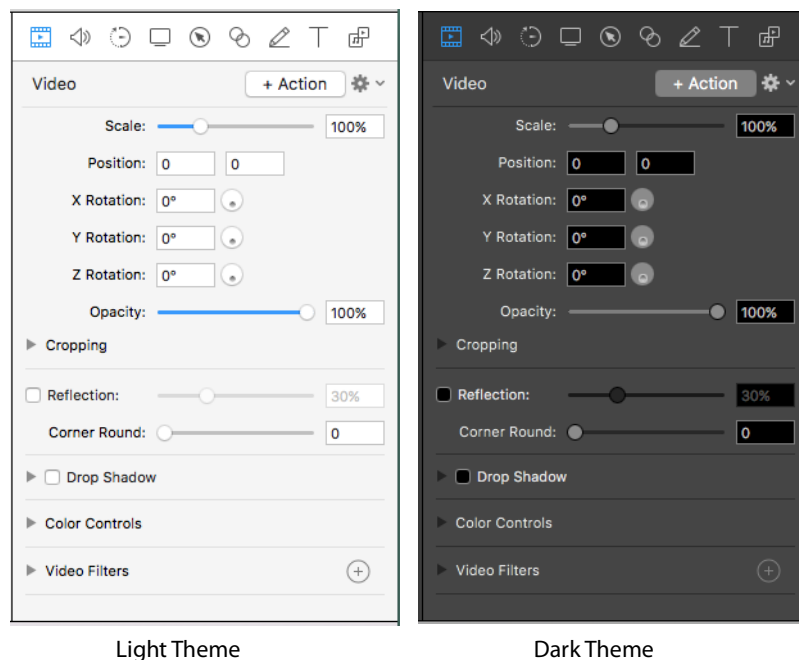 Video
+ Action
Scale:
100%
Position:
0
0
X Rotation:
0°
Y Rotation:
0°
Z Rotation:
0°
Opacity:
100%
Cropping
Reflection:
30%
Corner Round:
0
Drop Shadow
Color Controls
Video Filters
Light Theme
Video
+ Action
Scale:
100%
Position:
0
0
X Rotation:
0°
Y Rotation:
0°
Z Rotation:
0°
Opacity:
100%
Cropping
Reflection:
30%
Corner Round:
0
Drop Shadow
Color Controls
Video Filters
Dark Theme